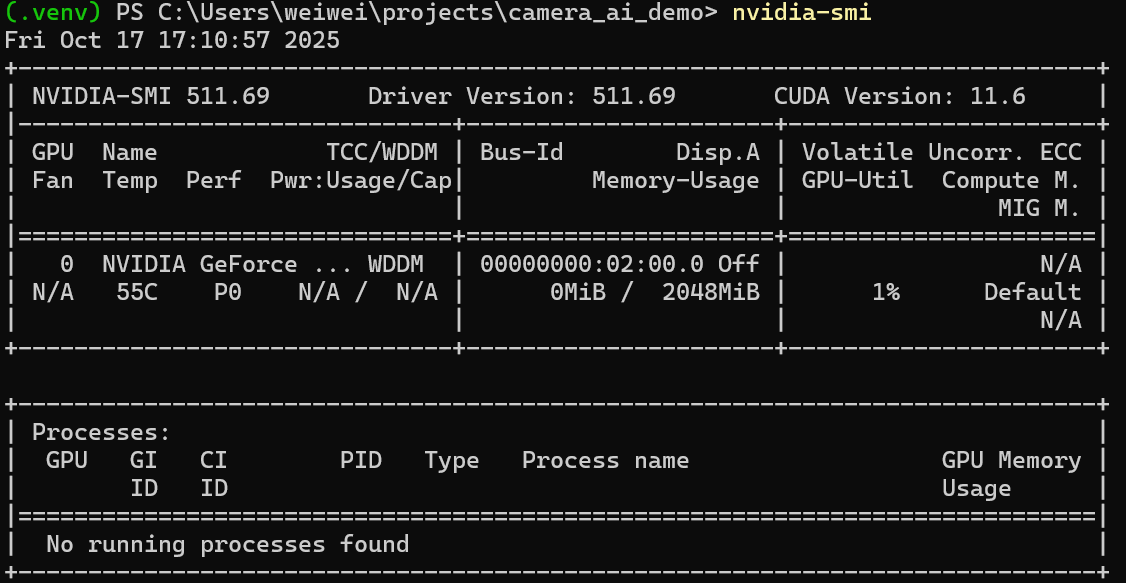 (.venv) PS C:\Users\weiwei\projects\camera_ai_demo> nvidia-smi
Fri Oct 17 17:10:57 2025
+-----------------------------------------------------------------------------+
| NVIDIA-SMI 511.69       Driver Version: 511.69       CUDA Version: 11.6     |
|-------------------------------+----------------------+----------------------+
| GPU  Name            TCC/WDDM | Bus-Id        Disp.A | Volatile Uncorr. ECC |
| Fan  Temp  Perf  Pwr:Usage/Cap|         Memory-Usage | GPU-Util  Compute M. |
|                               |                      |               MIG M. |
|===============================+======================+======================|
|   0  NVIDIA GeForce ... WDDM  | 00000000:02:00.0 Off |                  N/A |
| N/A   55C    P0    N/A /  N/A |      0MiB /  2048MiB |      1%      Default |
|                               |                      |                  N/A |
+-------------------------------+----------------------+----------------------+

+-----------------------------------------------------------------------------+
| Processes:                                                                  |
|  GPU   GI   CI        PID   Type   Process name                  GPU Memory |
|        ID   ID                                                   Usage      |
|=============================================================================|
|  No running processes found                                                 |
+-----------------------------------------------------------------------------+